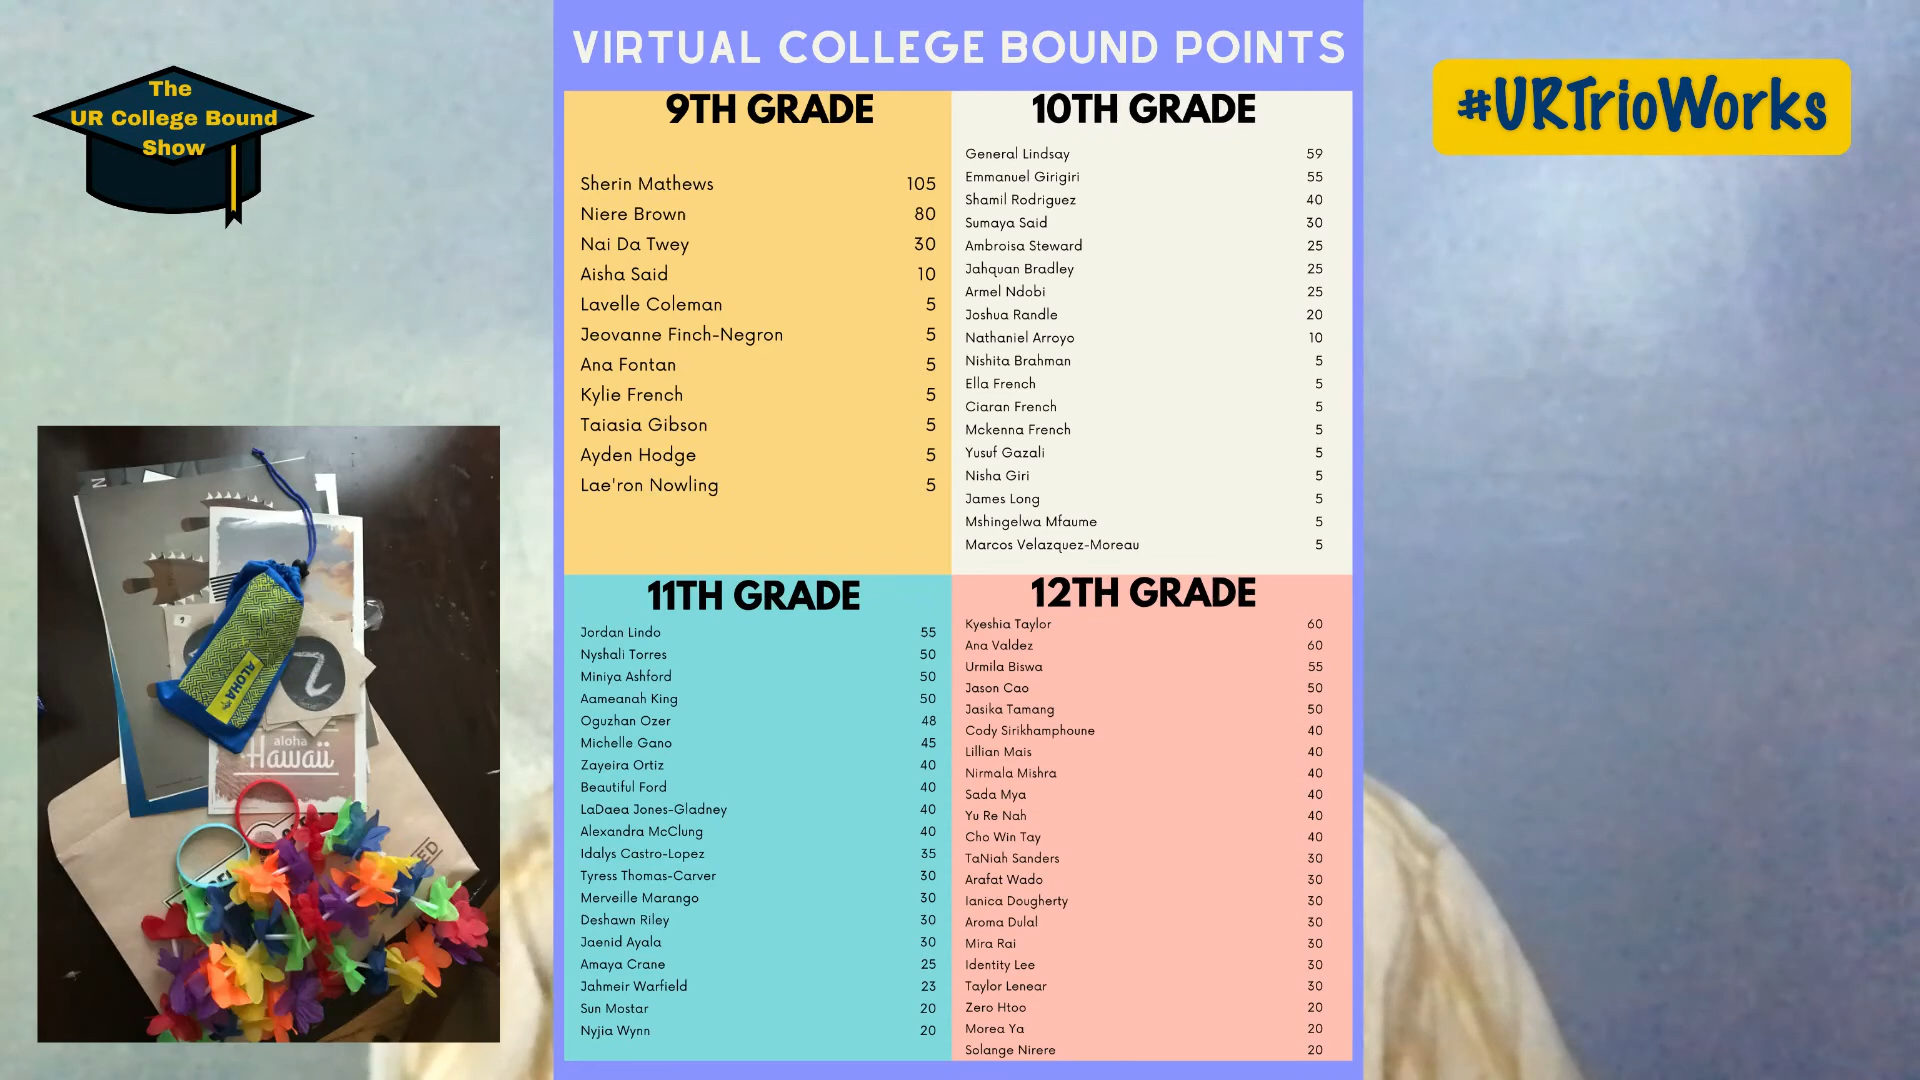 The
UR College Bound
Show
VIRTUAL COLLEGE BOUND POINTS
#URTrioWorks
9TH GRADE
Sherin Mathews 105
Niere Brown 80
Nai Da Twey 30
Aisha Said 10
Lavelle Coleman 5
Jeovanne Finch-Negron 5
Ana Fontan 5
Kylie French 5
Taiasia Gibson 5
Ayden Hodge 5
Lae'ron Nowling 5
10TH GRADE
General Lindsay 59
Emmanuel Girigiri 55
Shamil Rodriguez 40
Sumaya Said 30
Ambroisa Steward 25
Jahquan Bradley 25
Armel Ndobi 25
Joshua Randle 20
Nathaniel Arroyo 10
Nishita Brahman 5
Ella French 5
Ciaran French 5
Mckenna French 5
Yusuf Gazali 5
Nisha Giri 5
James Long 5
Mshingelwa Mfaume 5
Marcos Velazquez-Moreau 5
11TH GRADE
Jordan Lindo 55
Nyshali Torres 50
Miniya Ashford 50
Aameanah King 50
Oguzhan Ozer 48
Michelle Gano 45
Zayeira Ortiz 40
Beautiful Ford 40
LaDaea Jones-Gladney 40
Alexandra McClung 40
Idalys Castro-Lopez 35
Tyress Thomas-Carver 30
Merveille Marango 30
Deshawn Riley 30
Jaenid Ayala 30
Amaya Crane 25
Jahmeir Warfield 23
Sun Mostar 20
Nyjia Wynn 20
12TH GRADE
Kyeshia Taylor 60
Ana Valdez 60
Urmila Biswa 55
Jason Cao 50
Jasika Tamang 50
Cody Sirikhamphoune 40
Lillian Mais 40
Nirmala Mishra 40
Sada Mya 40
Yu Re Nah 40
Cho Win Tay 40
TaNiah Sanders 30
Arafat Wado 30
Ianica Dougherty 30
Aroma Dulal 30
Mira Rai 30
Identity Lee 30
Taylor Lenear 30
Zero Htoo 20
Morea Ya 20
Solange Nirere 20
ALOHA
aloha
Hawaii